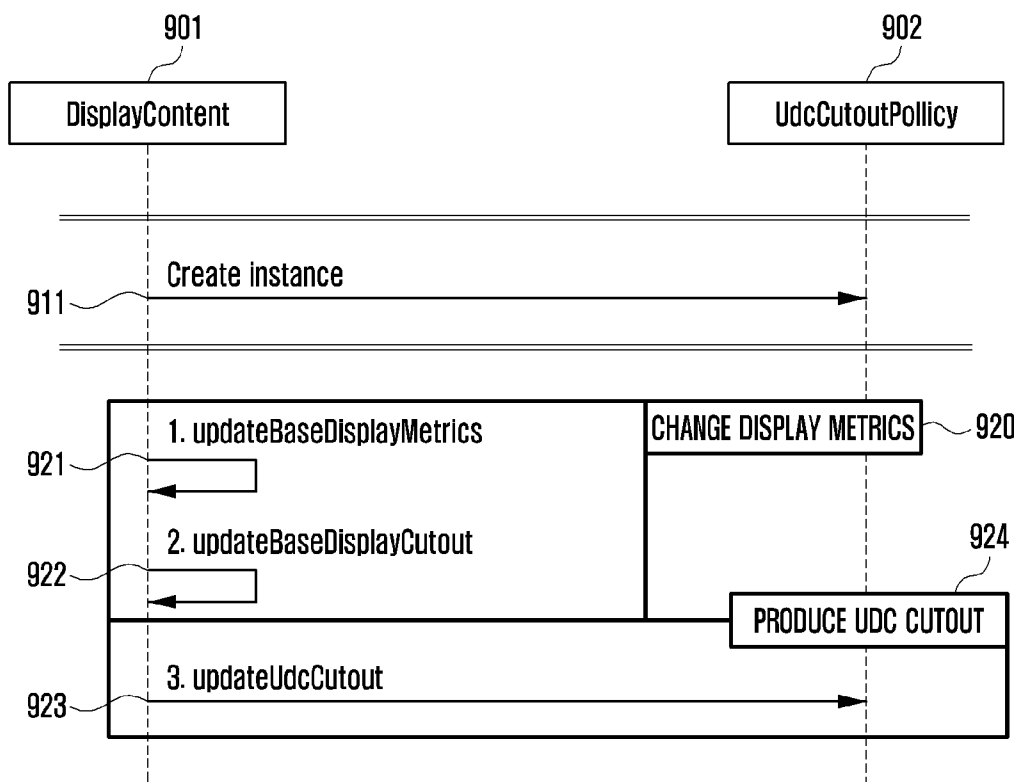 901
902
DisplayContent
UdcCutoutPollicy
Create instance
911
1. updateBaseDisplayMetrics
CHANGE DISPLAY METRICS
920
921
2. updateBaseDisplayCutout
924
922
PRODUCE UDC CUTOUT
3. updateUdcCutout
923